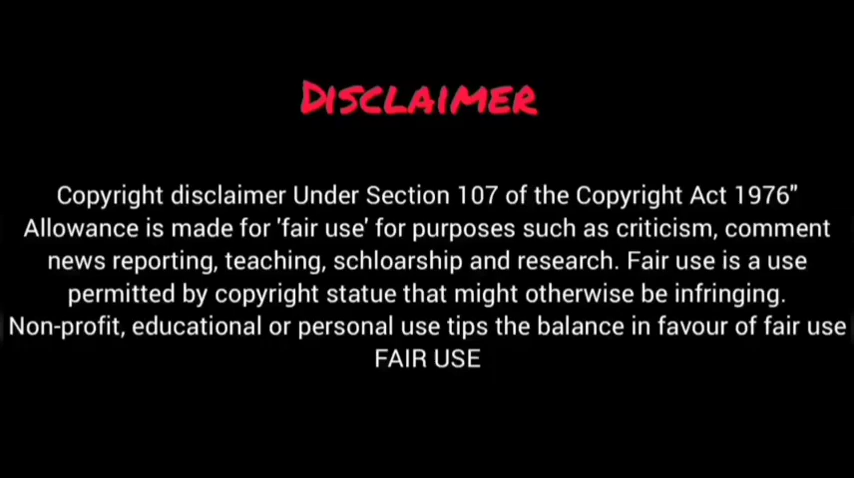 DISCLAIMER
Copyright disclaimer Under Section 107 of the Copyright Act 1976"
Allowance is made for 'fair use' for purposes such as criticism, comment
news reporting, teaching, schloarship and research. Fair use is a use
permitted by copyright statue that might otherwise be infringing.
Non-profit, educational or personal use tips the balance in favour of fair use
FAIR USE